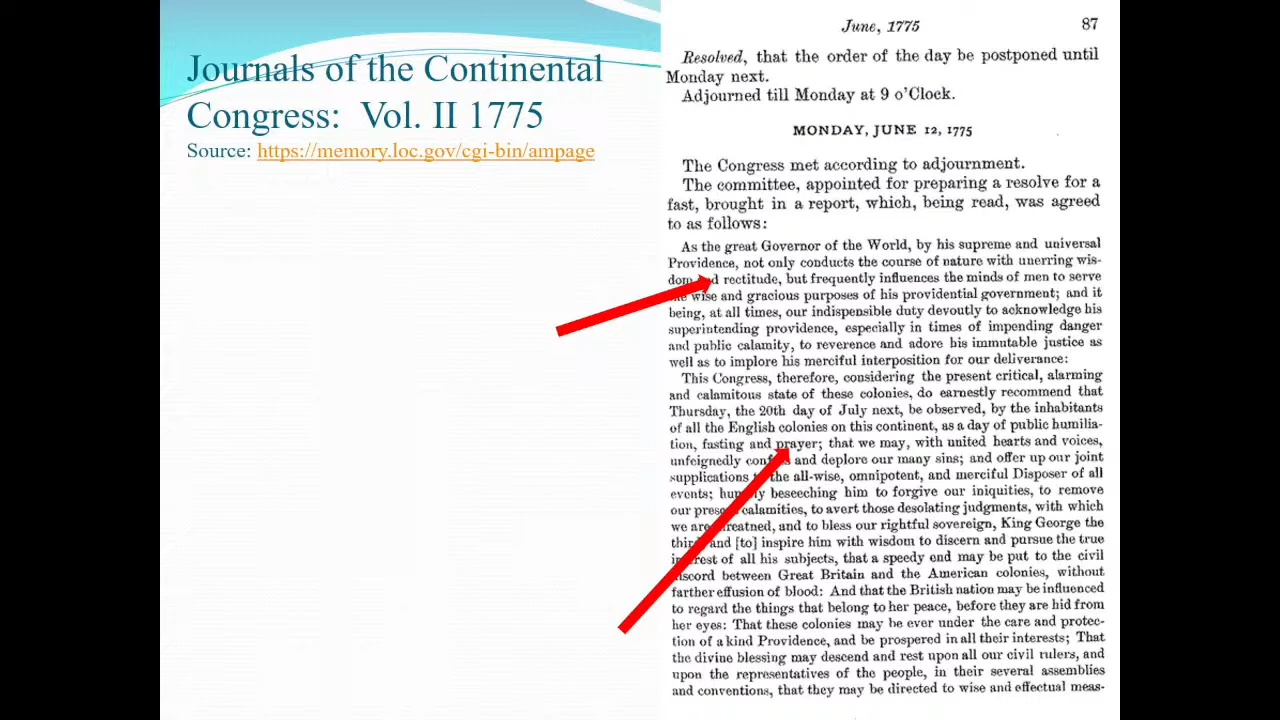 Journals of the Continental
Congress: Vol. II 1775
Source: https://memory.loc.gov/cgi-bin/ampage
June, 1775 87
Resolved, that the order of the day be postponed until
Monday next.
Adjourned till Monday at 9 o'Clock.
MONDAY, JUNE 12, 1775
The Congress met according to adjournment.
The committee, appointed for preparing a resolve for a
fast, brought in a report, which, being read, was agreed
to as follows:
As the great Governor of the World, by his supreme and universal
Providence, not only conducts the course of nature with unerring wis-
dom and rectitude, but frequently influences the minds of men to serve
the wise and gracious purposes of his providential government; and it
being, at all times, our indispensible duty devoutly to acknowledge his
superintending providence, especially in times of impending danger
and public calamity, to reverence and adore his immutable justice as
well as to implore his merciful interposition for our deliverance:
This Congress, therefore, considering the present critical, alarming
and calamitous state of these colonies, do earnestly recommend that
Thursday, the 20th day of July next, be observed, by the inhabitants
of all the English colonies on this continent, as a day of public humilia-
tion, fasting and prayer; that we may, with united hearts and voices,
unfeignedly confess and deplore our many sins; and offer up our joint
supplications to the all-wise, omnipotent, and merciful Disposer of all
events; humbly beseeching him to forgive our iniquities, to remove
our present calamities, to avert those desolating judgments, with which
we are threatned, and to bless our rightful sovereign, King George the
third, and [to] inspire him with wisdom to discern and pursue the true
interest of all his subjects, that a speedy end may be put to the civil
discord between Great Britain and the American colonies, without
farther effusion of blood: And that the British nation may be influenced
to regard the things that belong to her peace, before they are hid from
her eyes: That these colonies may be ever under the care and protec-
tion of a kind Providence, and be prospered in all their interests; That
the divine blessing may descend and rest upon all our civil rulers, and
upon the representatives of the people, in their several assemblies
and conventions, that they may be directed to wise and effectual meas-